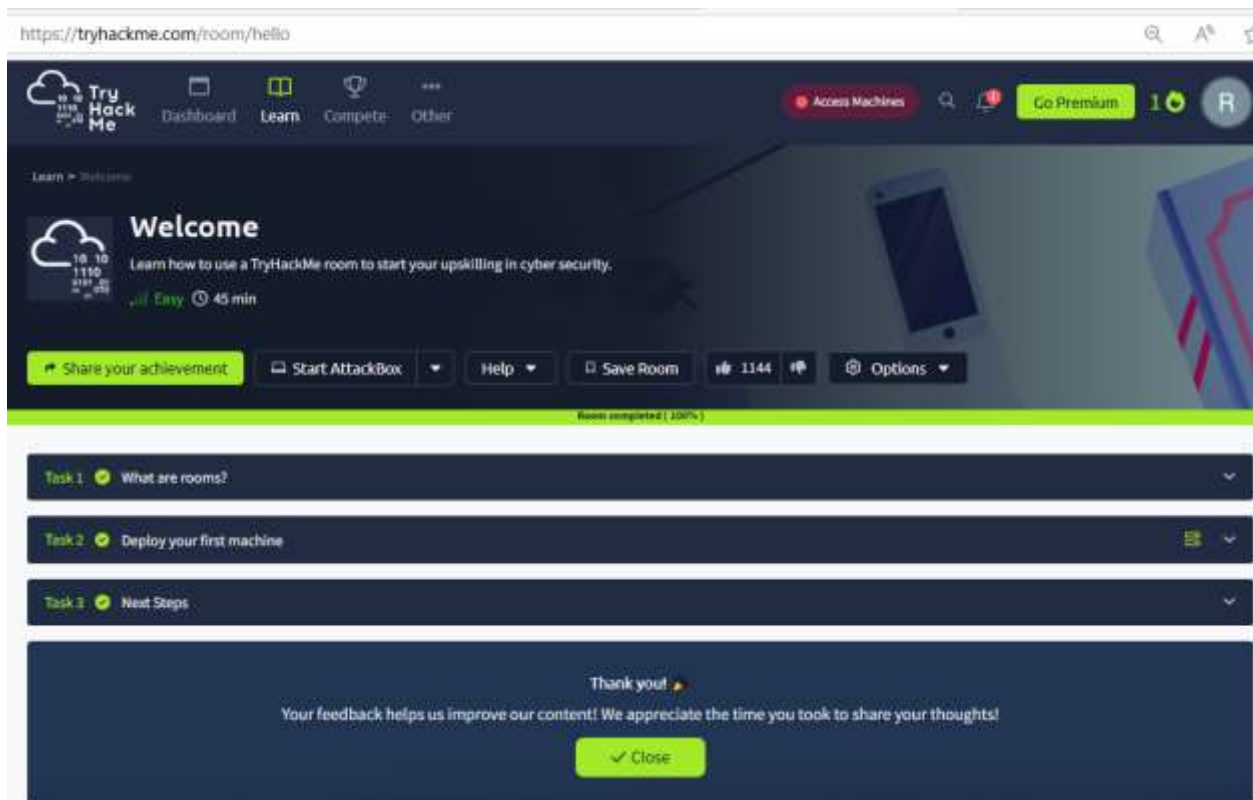 https://tryhackme.com/room/hello
Try
Hack
Me
Dashboard
Learn
Compete
Other
Access Machines
Go Premium
1
R
Learn > Welcome
Welcome
Learn how to use a TryHackMe room to start your upskilling in cyber security.
Easy 45 min
Share your achievement
Start AttackBox
Help
Save Room
1144
Options
Room completed ( 100% )
Task 1 What are rooms?
Task 2 Deploy your first machine
Task 3 Next Steps
Thank you!
Your feedback helps us improve our content! We appreciate the time you took to share your thoughts!
Close